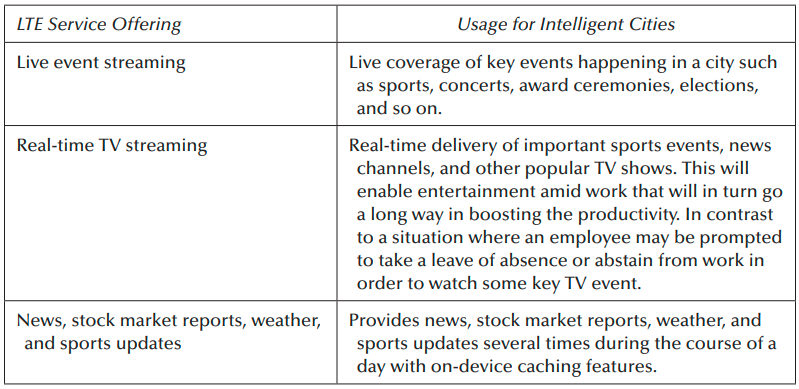 LTE Service Offering
Usage for Intelligent Cities
Live event streaming
Live coverage of key events happening in a city such
as sports, concerts, award ceremonies, elections,
and so on.
Real-time TV streaming
Real-time delivery of important sports events, news
channels, and other popular TV shows. This will
enable entertainment amid work that will in turn go
a long way in boosting the productivity. In contrast
to a situation where an employee may be prompted
to take a leave of absence or abstain from work in
order to watch some key TV event.
News, stock market reports, weather,
and sports updates
Provides news, stock market reports, weather, and
sports updates several times during the course of a
day with on-device caching features.